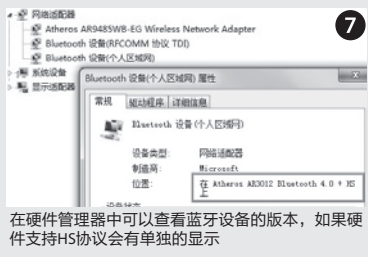 7
网络适配器
Atheros AR9485WB-EG Wireless Network Adapter
Bluetooth 设备(RFCOMM 协议 TDI)
Bluetooth 设备(个人区域网)
系统设备
显示适配器
Bluetooth 设备(个人区域网) 属性
常规 驱动程序 详细信息
Bluetooth 设备(个人区域网)
设备类型: 网络适配器
制造商: Microsoft
位置: 在 Atheros AR3012 Bluetooth 4.0 + HS
上
设备状态
在硬件管理器中可以查看蓝牙设备的版本，如果硬
件支持HS协议会有单独的显示